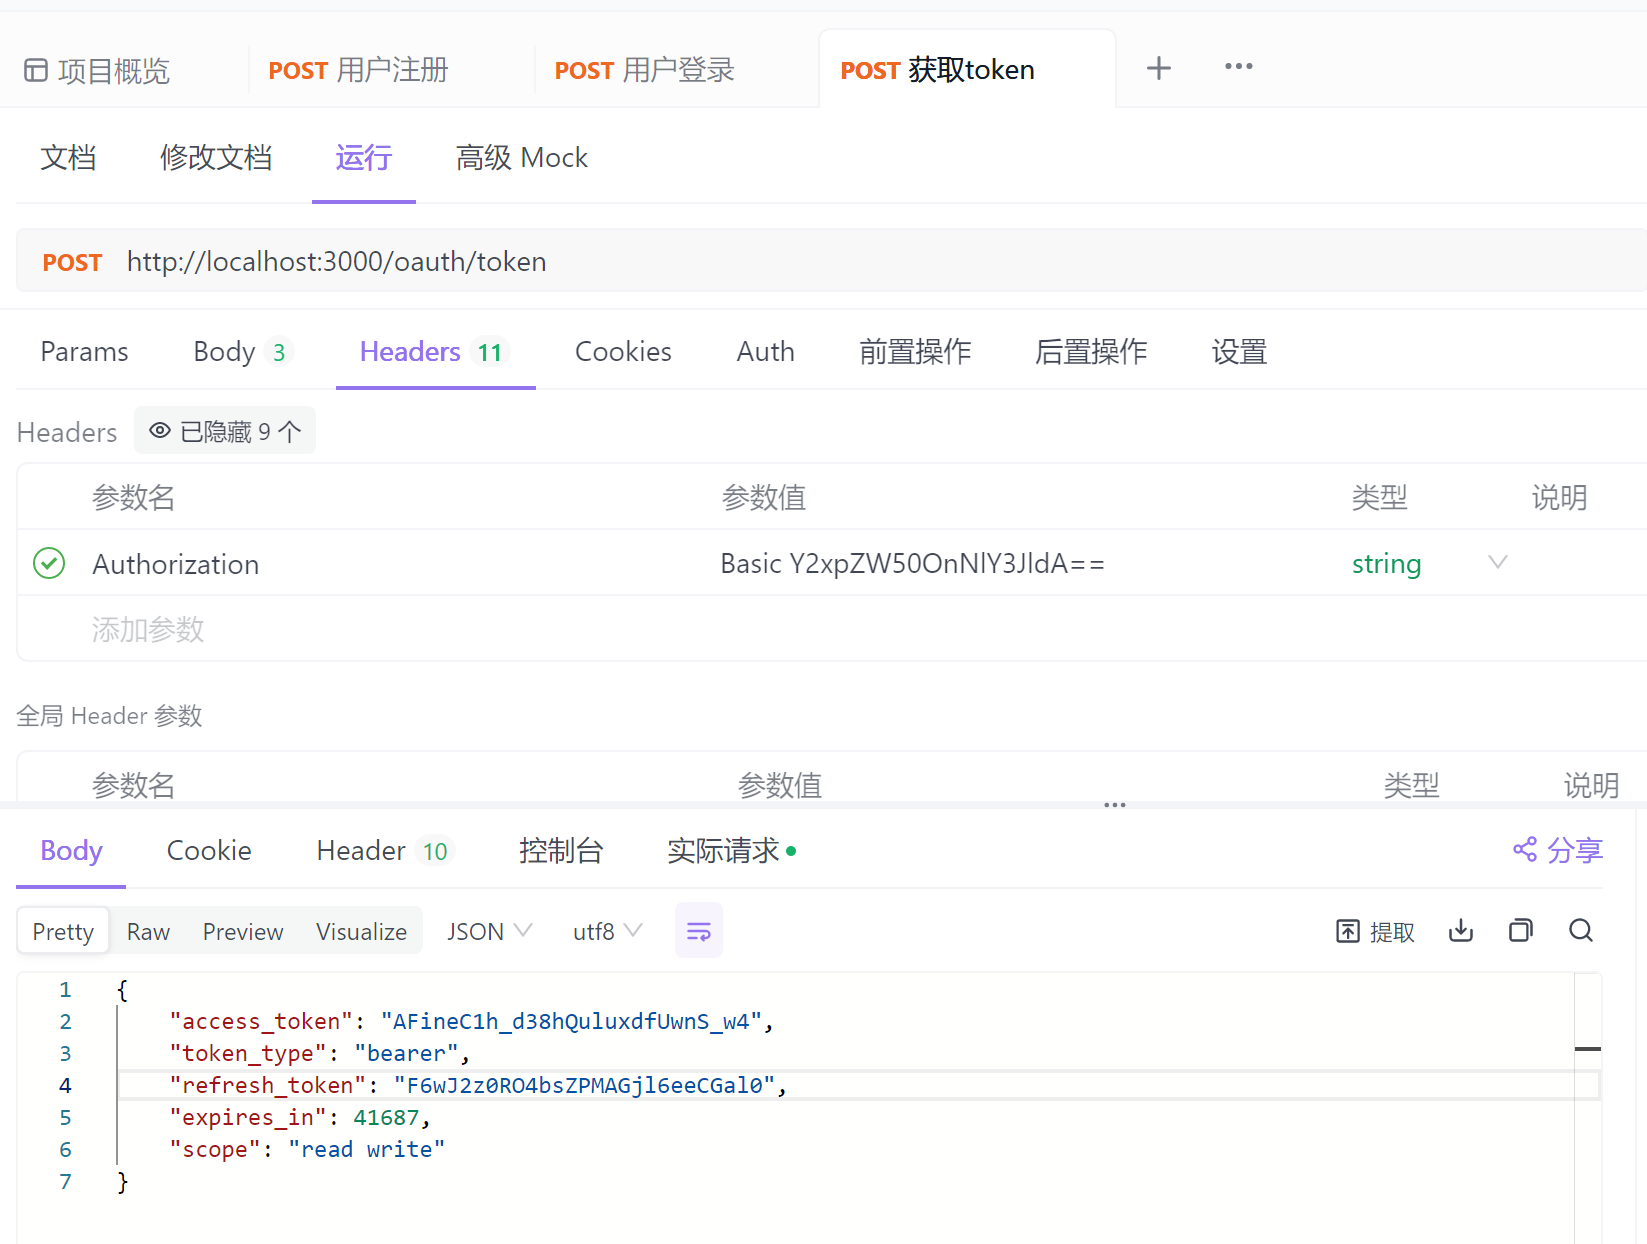 项目概览 POST 用户注册 POST 用户登录 POST 获取token
文档 修改文档 运行 高级 Mock
POST http://localhost:3000/oauth/token
Params Body 3 Headers 11 Cookies Auth 前置操作 后置操作 设置
Headers 已隐藏 9 个
参数名 参数值 类型 说明
Authorization Basic Y2xpZW50OnNlY3JldA== string
添加参数
全局 Header 参数
参数名 参数值 类型 说明
Body Cookie Header 10 控制台 实际请求 分享
Pretty Raw Preview Visualize JSON utf8 提取
1 {
2 "access_token": "AFineC1h_d38hQuluxdfUwnS_w4",
3 "token_type": "bearer",
4 "refresh_token": "F6wJ2z0RO4bsZPMAGjl6eeCGal0",
5 "expires_in": 41687,
6 "scope": "read write"
7 }